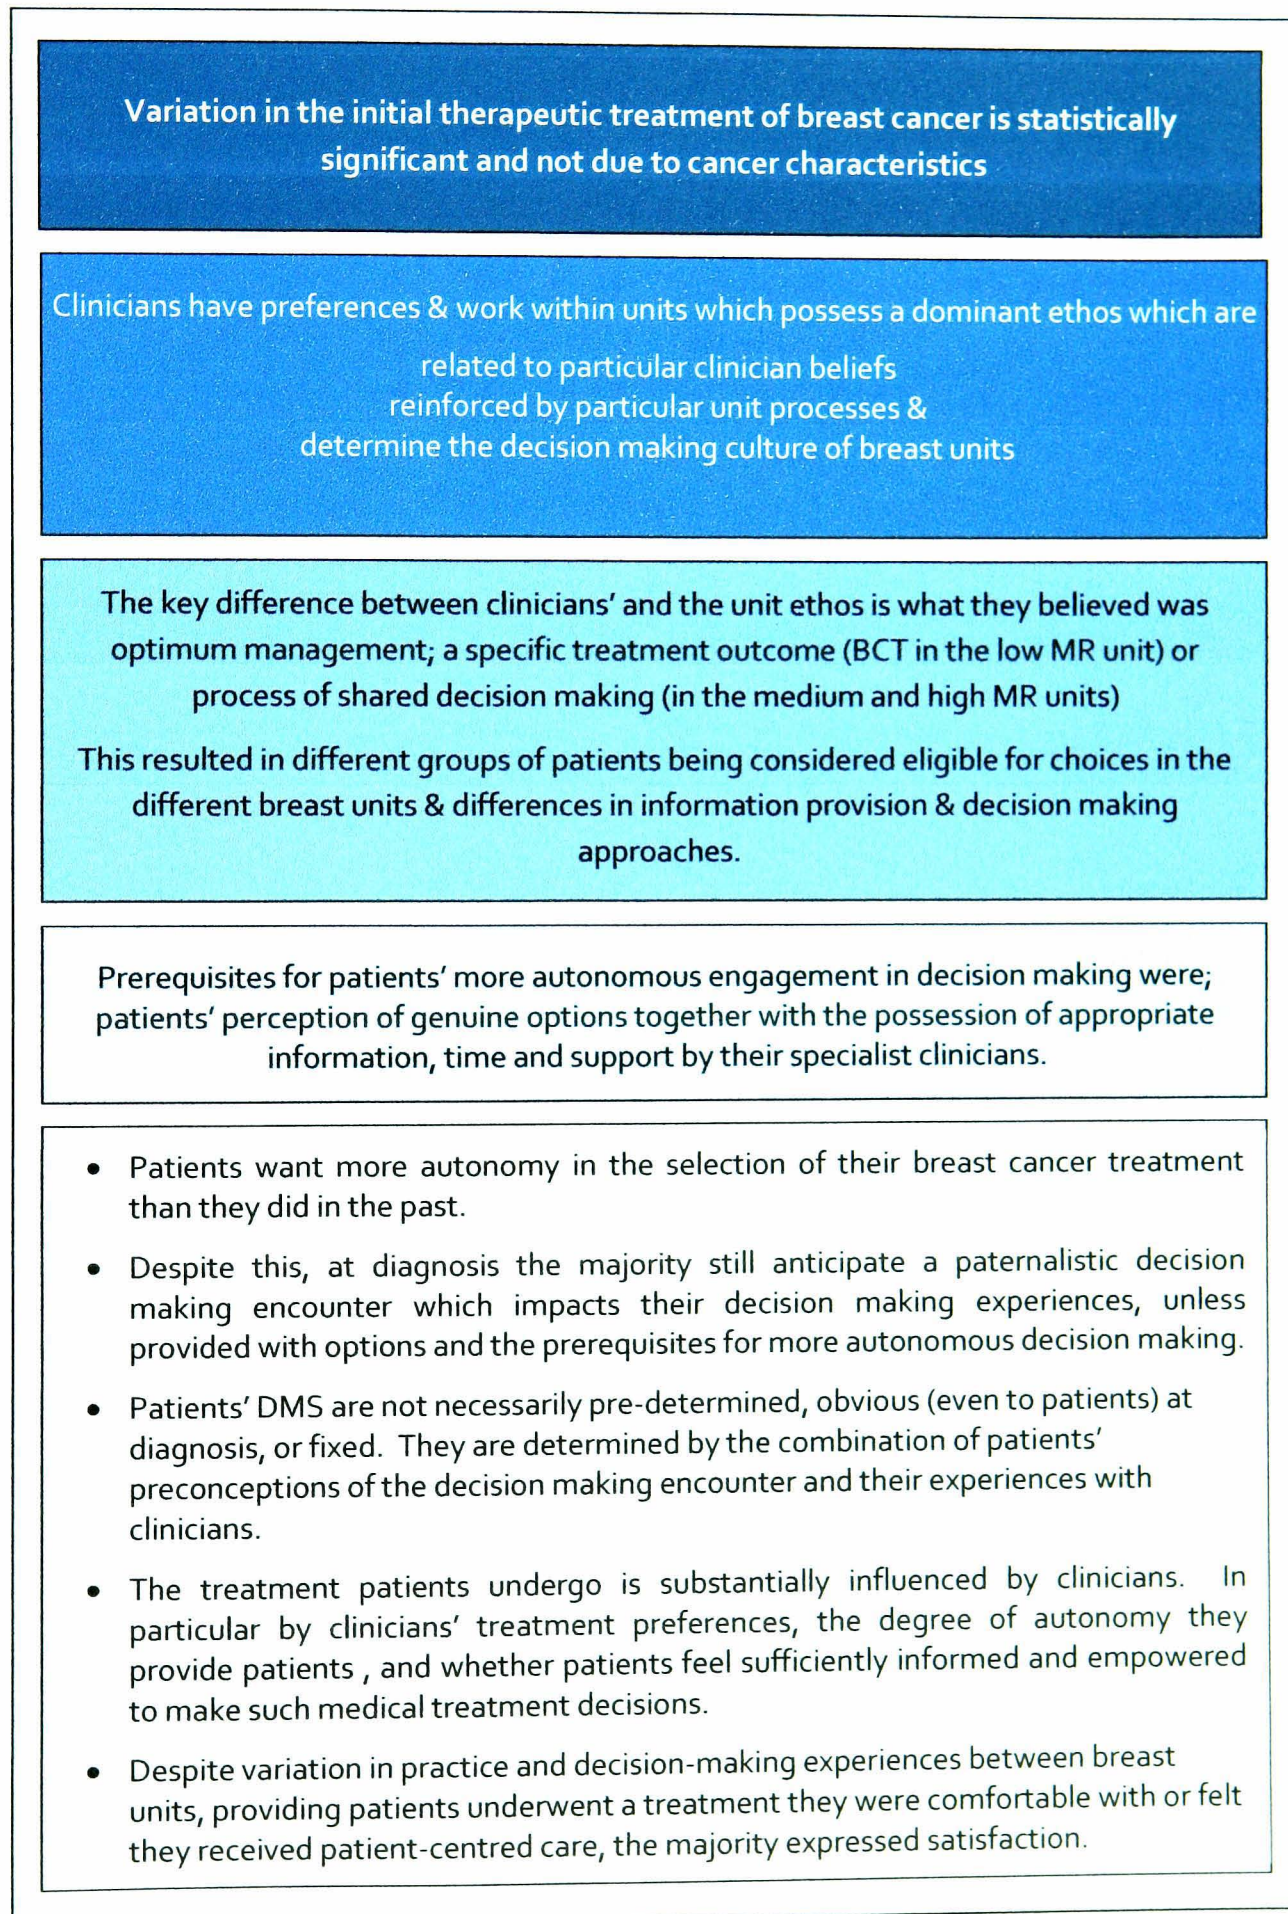 Variation in the initial therapeutic treatment of breast cancer is statistically
significant and not due to cancer characteristics
Clinicians have preferences & work within units which possess a dominant ethos which are
related to particular clinician beliefs
reinforced by particular unit processes &
determine the decision making culture of breast units
The key difference between clinicians' and the unit ethos is what they believed was
optimum management; a specific treatment outcome (BCT in the low MR unit) or
process of shared decision making (in the medium and high MR units)
This resulted in different groups of patients being considered eligible for choices in the
different breast units & differences in information provision & decision making
approaches.
Prerequisites for patients' more autonomous engagement in decision making were;
patients' perception of genuine options together with the possession of appropriate
information, time and support by their specialist clinicians.
• Patients want more autonomy in the selection of their breast cancer treatment
than they did in the past.
• Despite this, at diagnosis the majority still anticipate a paternalistic decision
making encounter which impacts their decision making experiences, unless
provided with options and the prerequisites for more autonomous decision making.
• Patients' DMS are not necessarily pre-determined, obvious (even to patients) at
diagnosis, or fixed. They are determined by the combination of patients'
preconceptions of the decision making encounter and their experiences with
clinicians.
• The treatment patients undergo is substantially influenced by clinicians. In
particular by clinicians' treatment preferences, the degree of autonomy they
provide patients , and whether patients feel sufficiently informed and empowered
to make such medical treatment decisions.
• Despite variation in practice and decision-making experiences between breast
units, providing patients underwent a treatment they were comfortable with or felt
they received patient-centred care, the majority expressed satisfaction.